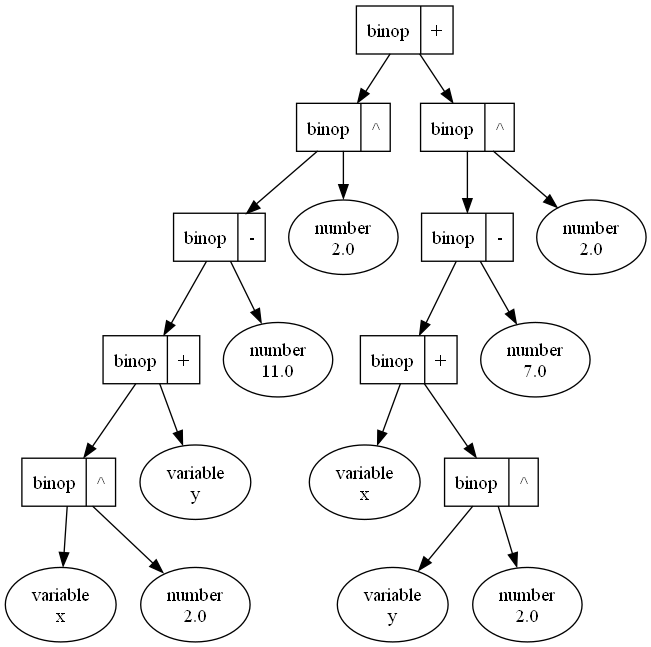 binop +
binop ^
binop ^
binop -
number
2.0
binop -
number
2.0
binop +
number
11.0
binop +
number
7.0
binop ^
variable
y
variable
x
binop ^
variable
x
number
2.0
variable
y
number
2.0